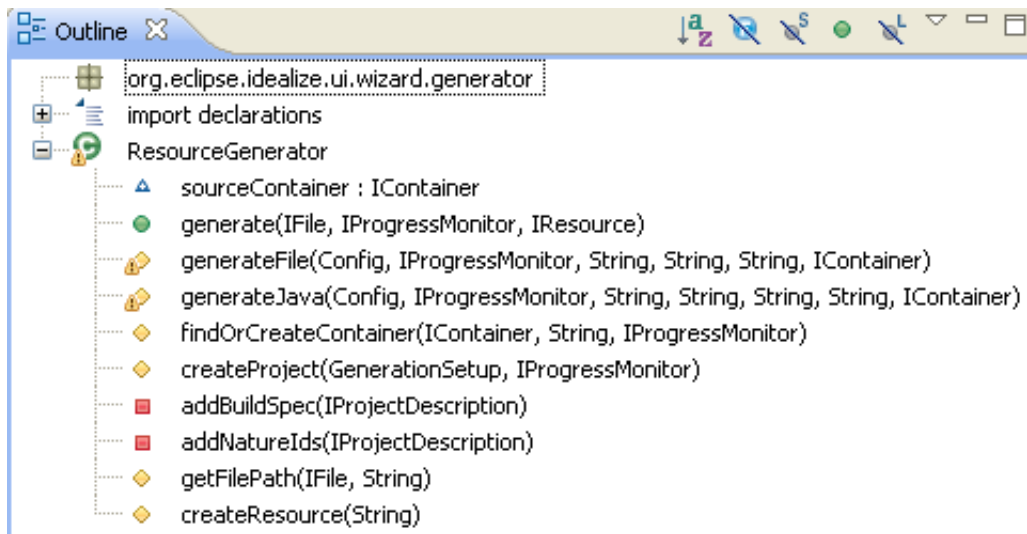 Outline
org.eclipse.idealize.ui.wizard.generator
import declarations
ResourceGenerator
sourceContainer : IContainer
generate(IFile, IProgressMonitor, IResource)
generateFile(Config, IProgressMonitor, String, String, String, IContainer)
generateJava(Config, IProgressMonitor, String, String, String, String, IContainer)
findOrCreateContainer(IContainer, String, IProgressMonitor)
createProject(GenerationSetup, IProgressMonitor)
addBuildSpec(IProjectDescription)
addNatureIds(IProjectDescription)
getFilePath(IFile, String)
createResource(String)